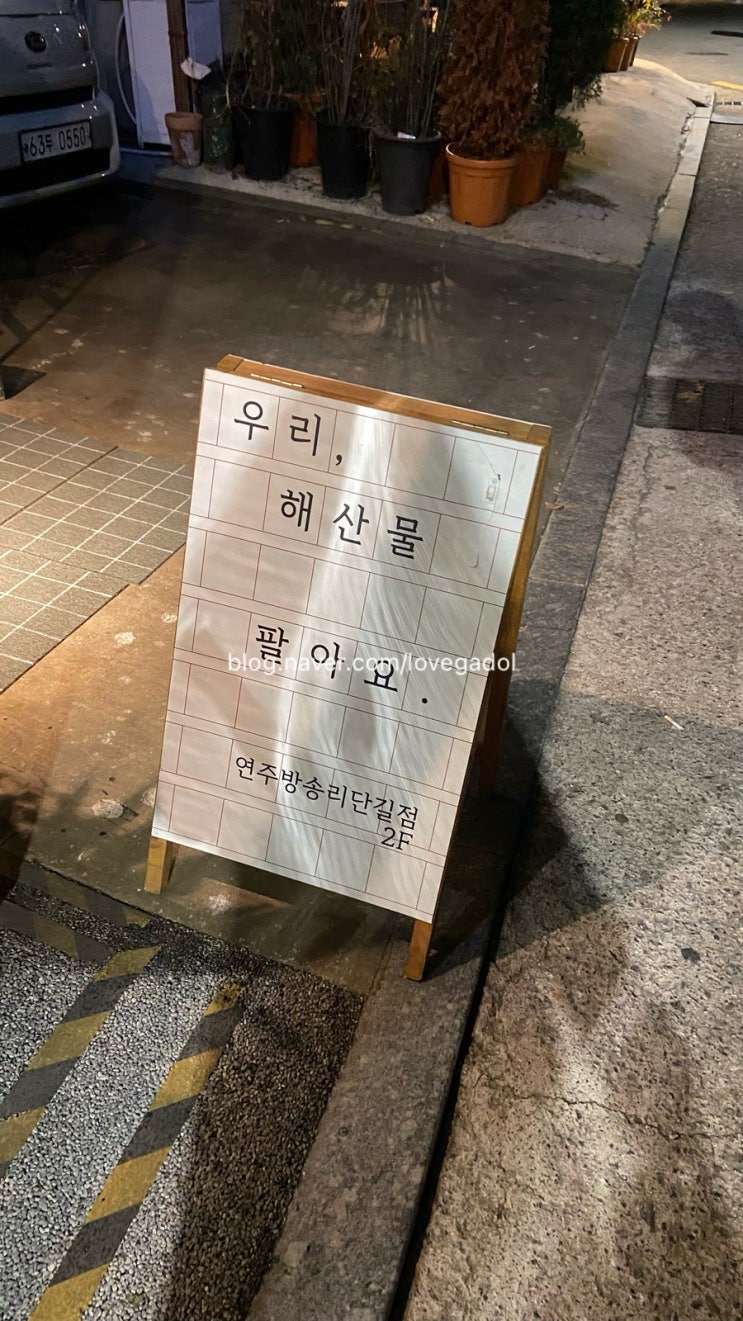 63두 0550
우리,
해산물
팔아요.
blog.naver.com/lovegadol
연주방송리단길점
2F